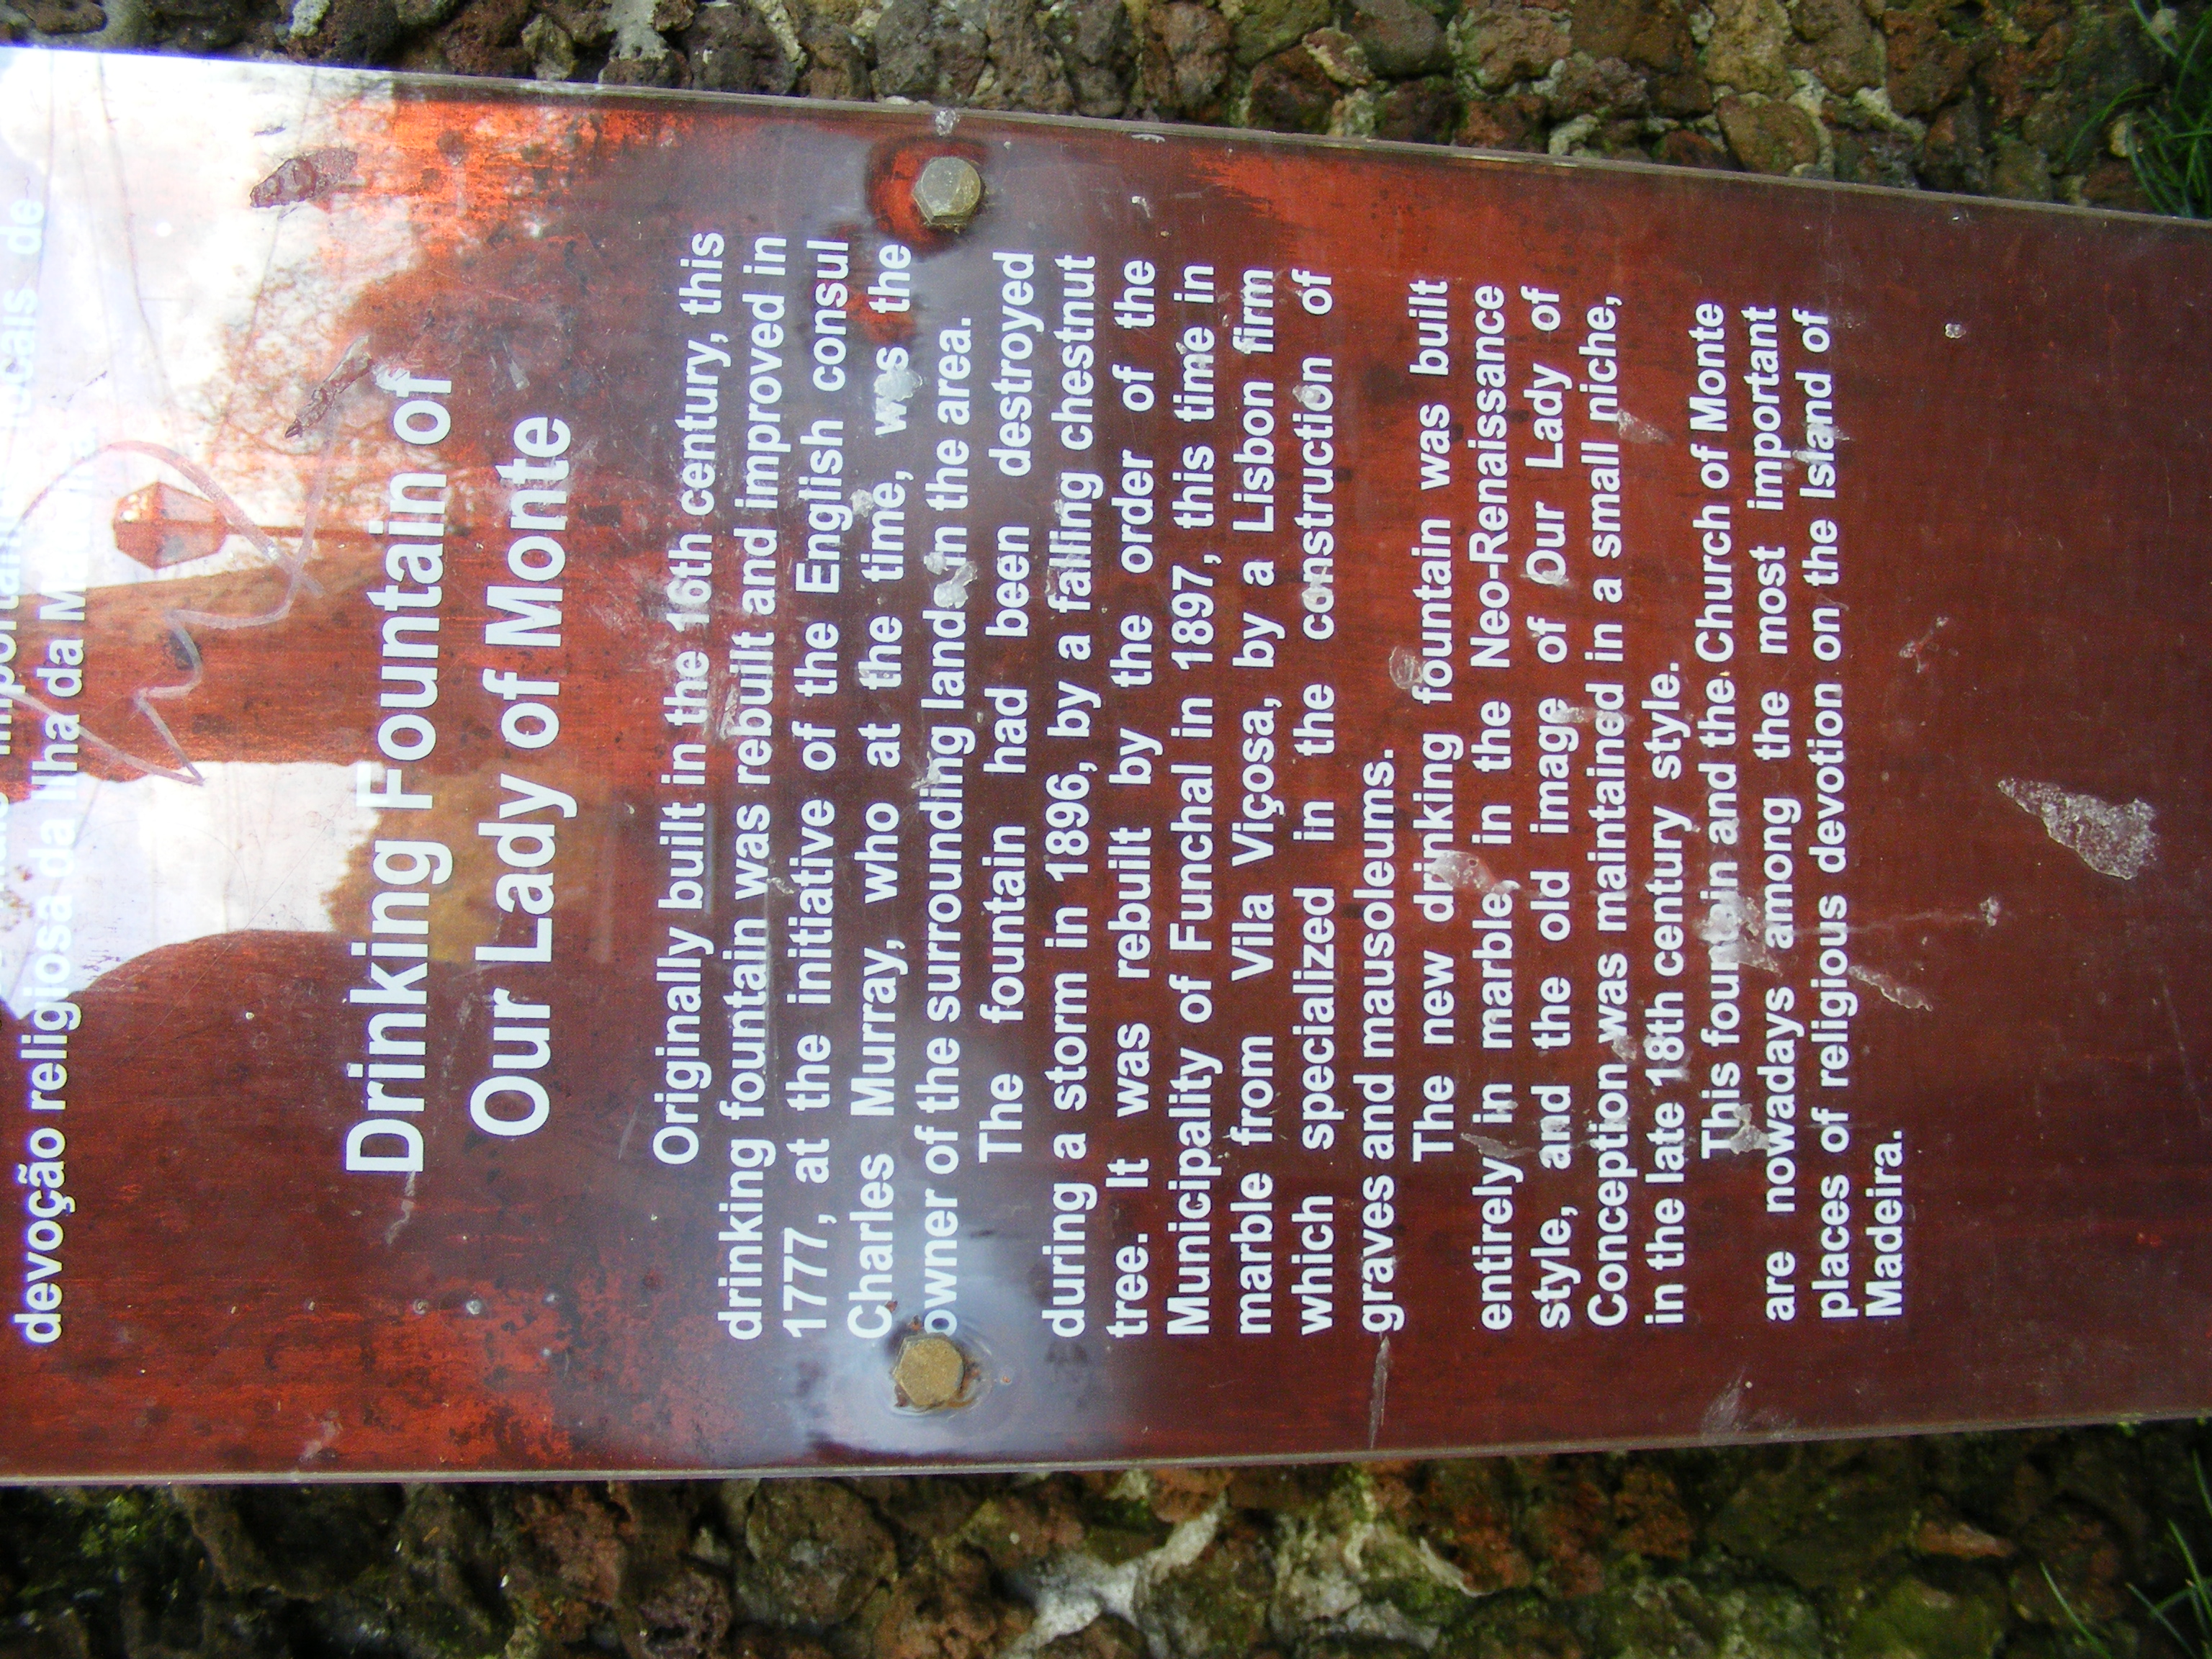 importantes locais de
devoção religiosa da Ilha da Madeira
Drinking Fountain of
Our Lady of Monte
Originally built in the 16th century, this
drinking fountain was rebuilt and improved in
1777, at the initiative of the English consul
Charles Murray, who at the time, was the
owner of the surrounding lands in the area.
The fountain had been destroyed
during a storm in 1896, by a falling chestnut
tree. It was rebuilt by the order of the
Municipality of Funchal in 1897, this time in
marble from Vila Viçosa, by a Lisbon firm
which specialized in the construction of
graves and mausoleums.
The new drinking fountain was built
entirely in marble in the Neo-Renaissance
style, and the old image of Our Lady of
Conception was maintained in a small niche,
in the late 18th century style.
This fountain and the Church of Monte
are nowadays among the most important
places of religious devotion on the Island of
Madeira.